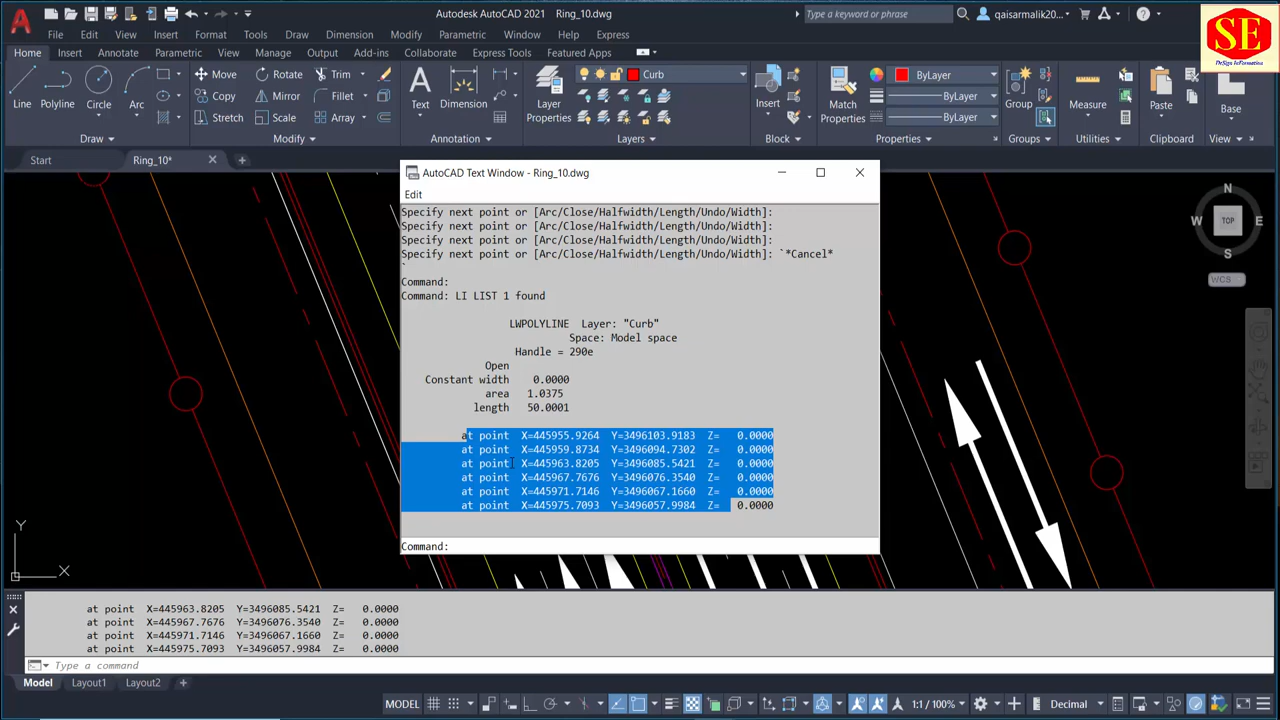 Autodesk AutoCAD 2021 Ring_10.dwg
Type a keyword or phrase
qaisarmalik20...
SE
DeSign InFormation
File Edit View Insert Format Tools Draw Dimension Modify Parametric Window Help Express
Home Insert Annotate Parametric View Manage Output Add-ins Collaborate Express Tools Featured Apps
Line Polyline Circle Arc
Move Rotate Trim
Copy Mirror Fillet
Stretch Scale Array
Text Dimension
Layer Properties
Curb
Insert
Match Properties
ByLayer
ByLayer
ByLayer
Group Measure Paste Base
Draw Modify Annotation Layers Block Properties Groups Utilities Clipboard View
Start Ring_10*
AutoCAD Text Window - Ring_10.dwg
Edit
Specify next point or [Arc/Close/Halfwidth/Length/Undo/Width]:
Specify next point or [Arc/Close/Halfwidth/Length/Undo/Width]:
Specify next point or [Arc/Close/Halfwidth/Length/Undo/Width]:
Specify next point or [Arc/Close/Halfwidth/Length/Undo/Width]: `*Cancel*
`
Command:
Command: LI LIST 1 found
LWPOLYLINE Layer: "Curb"
Space: Model space
Handle = 290e
Open
Constant width 0.0000
area 1.0375
length 50.0001
at point X=445955.9264 Y=3496103.9183 Z= 0.0000
at point X=445959.8734 Y=3496094.7302 Z= 0.0000
at point X=445963.8205 Y=3496085.5421 Z= 0.0000
at point X=445967.7676 Y=3496076.3540 Z= 0.0000
at point X=445971.7146 Y=3496067.1660 Z= 0.0000
at point X=445975.7093 Y=3496057.9984 Z= 0.0000
Command:
N
W TOP E
S
WCS
Y
X
at point X=445963.8205 Y=3496085.5421 Z= 0.0000
at point X=445967.7676 Y=3496076.3540 Z= 0.0000
at point X=445971.7146 Y=3496067.1660 Z= 0.0000
at point X=445975.7093 Y=3496057.9984 Z= 0.0000
Type a command
Model Layout1 Layout2
MODEL 1:1 / 100% Decimal